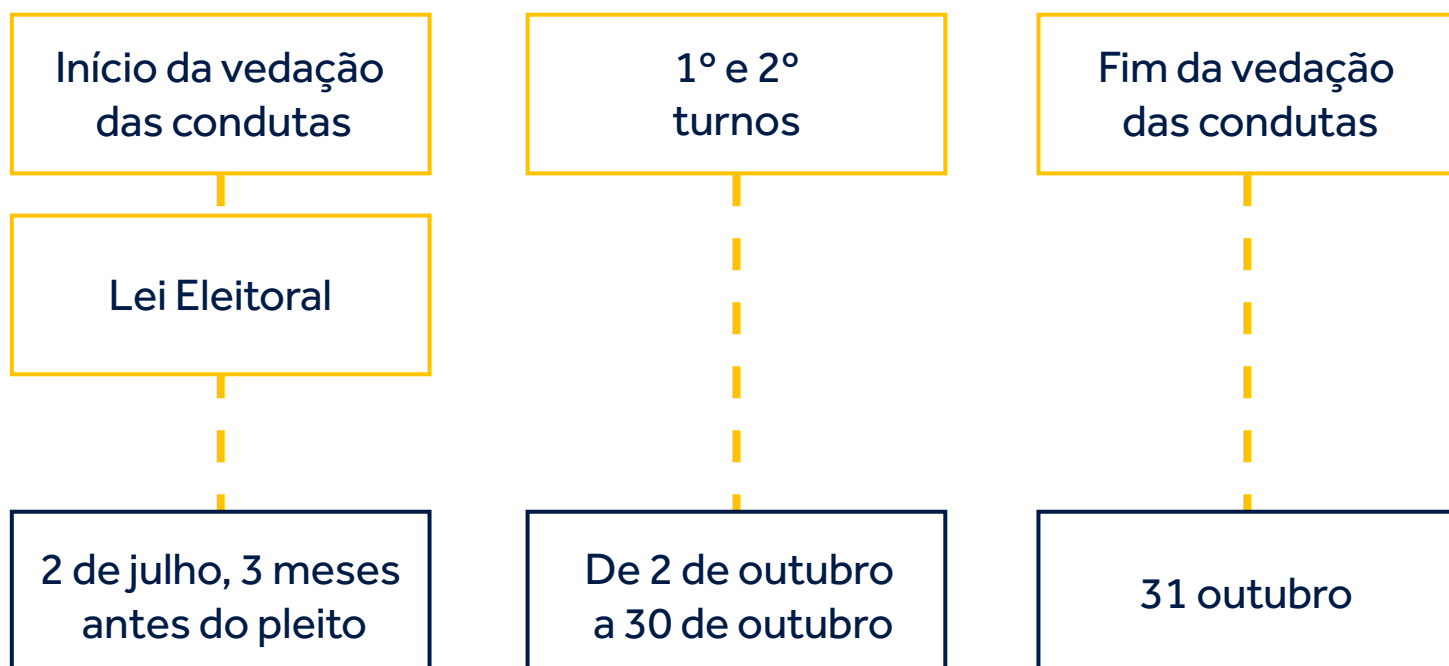 Início da vedação
das condutas
Lei Eleitoral
2 de julho, 3 meses
antes do pleito
1º e 2º
turnos
De 2 de outubro
a 30 de outubro
Fim da vedação
das condutas
31 outubro